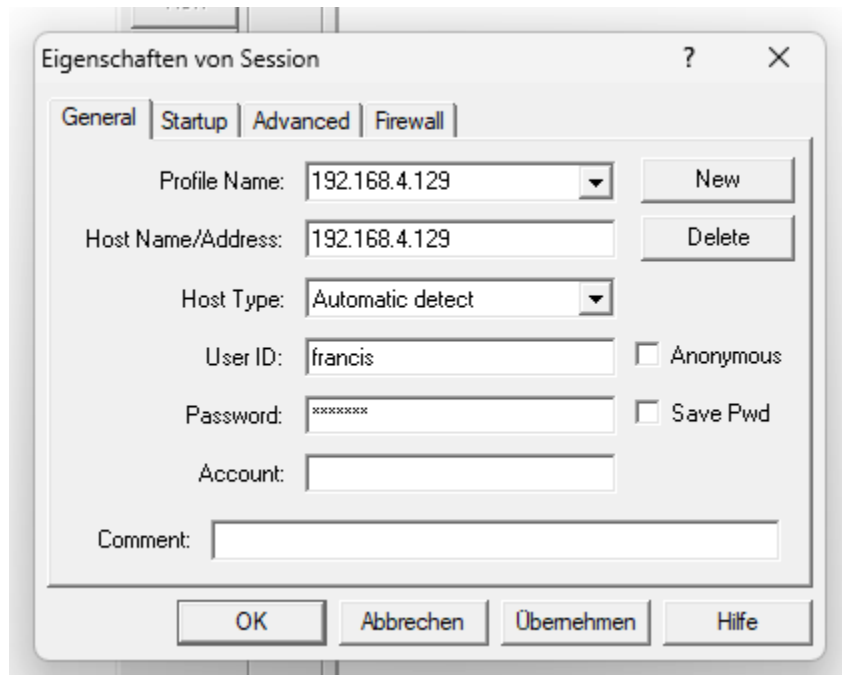 Eigenschaften von Session ? ×
General Startup Advanced Firewall
Profile Name: 192.168.4.129 New
Host Name/Address: 192.168.4.129 Delete
Host Type: Automatic detect
User ID: francis Anonymous
Password: ******* Save Pwd
Account:
Comment:
OK Abbrechen Übernehmen Hilfe